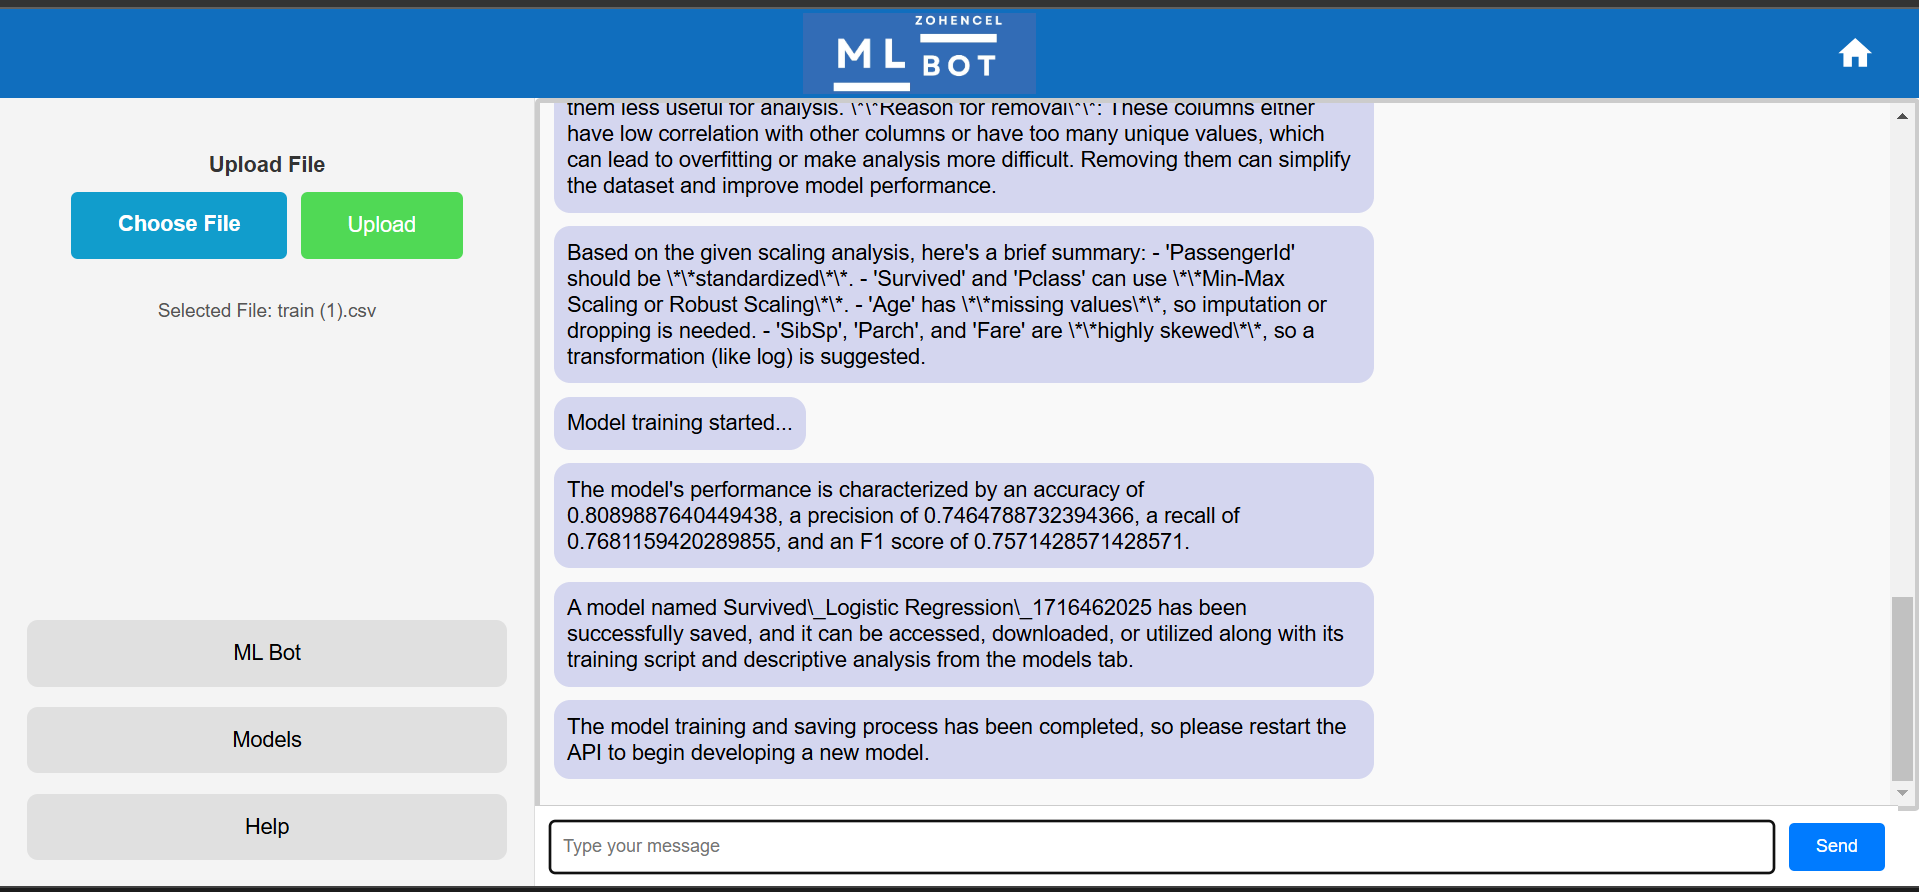 ZOHENCEL
ML BOT
Upload File
Choose File
Upload
Selected File: train (1).csv
ML Bot
Models
Help
them less useful for analysis. \*\*Reason for removal\*\*: These columns either
have low correlation with other columns or have too many unique values, which
can lead to overfitting or make analysis more difficult. Removing them can simplify
the dataset and improve model performance.
Based on the given scaling analysis, here's a brief summary: - 'PassengerId'
should be \*\*standardized\*\*. - 'Survived' and 'Pclass' can use \*\*Min-Max
Scaling or Robust Scaling\*\*. - 'Age' has \*\*missing values\*\*, so imputation or
dropping is needed. - 'SibSp', 'Parch', and 'Fare' are \*\*highly skewed\*\*, so a
transformation (like log) is suggested.
Model training started...
The model's performance is characterized by an accuracy of
0.8089887640449438, a precision of 0.7464788732394366, a recall of
0.7681159420289855, and an F1 score of 0.7571428571428571.
A model named Survived\_Logistic Regression\_1716462025 has been
successfully saved, and it can be accessed, downloaded, or utilized along with its
training script and descriptive analysis from the models tab.
The model training and saving process has been completed, so please restart the
API to begin developing a new model.
Type your message
Send